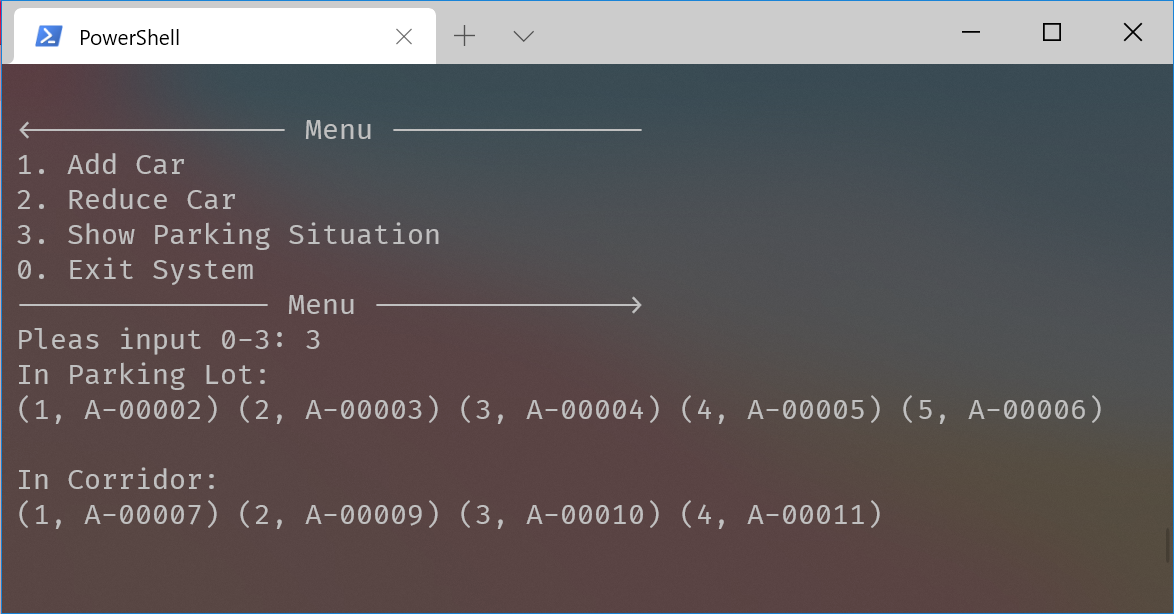 PowerShell
<—————————————— Menu ——————————————
1. Add Car
2. Reduce Car
3. Show Parking Situation
0. Exit System
—————————————— Menu ——————————————>
Pleas input 0-3: 3
In Parking Lot:
(1, A-00002) (2, A-00003) (3, A-00004) (4, A-00005) (5, A-00006)
In Corridor:
(1, A-00007) (2, A-00009) (3, A-00010) (4, A-00011)